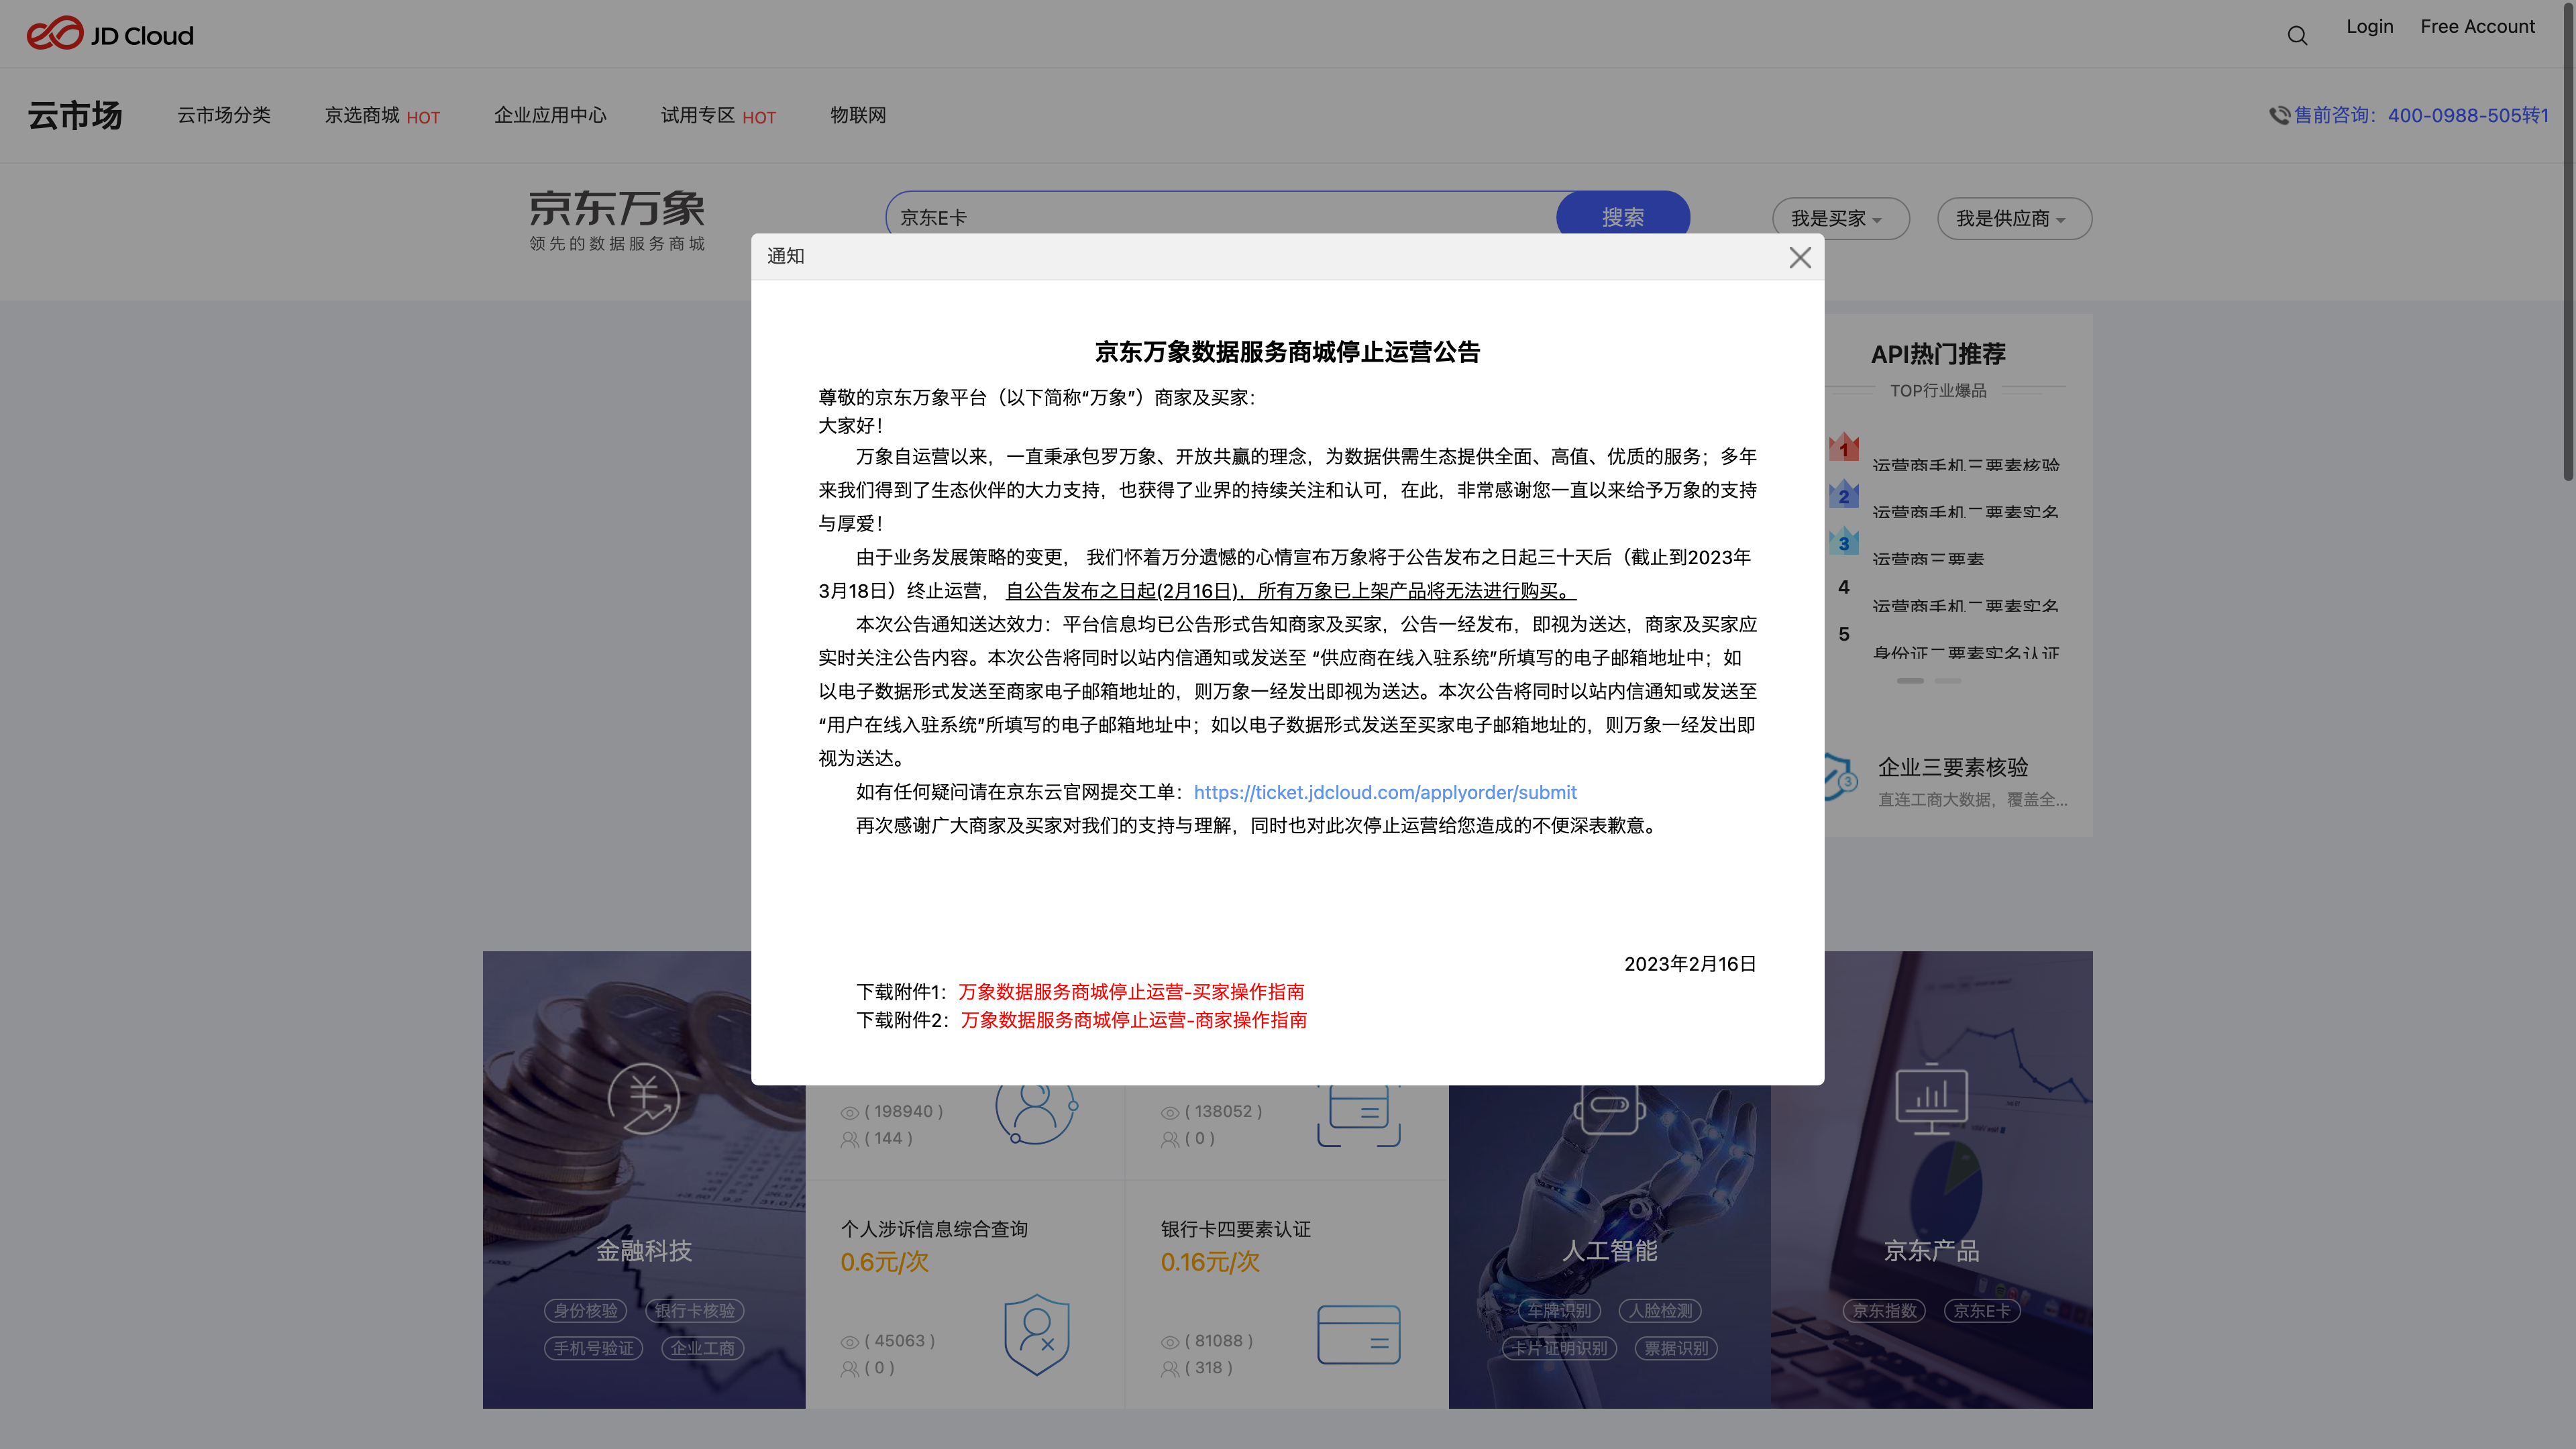 JD Cloud
Login
Free Account
云市场
云市场分类
京选商城 HOT
企业应用中心
试用专区 HOT
物联网
售前咨询：400-0988-505转1
京东万象
领先的数据服务商城
京东E卡
搜索
我是买家
我是供应商
通知
京东万象数据服务商城停止运营公告
尊敬的京东万象平台（以下简称“万象”）商家及买家：
大家好！
万象自运营以来，一直秉承包罗万象、开放共赢的理念，为数据供需生态提供全面、高值、优质的服务；多年
来我们得到了生态伙伴的大力支持，也获得了业界的持续关注和认可，在此，非常感谢您一直以来给予万象的支持
与厚爱！
由于业务发展策略的变更， 我们怀着万分遗憾的心情宣布万象将于公告发布之日起三十天后（截止到2023年
3月18日）终止运营， 自公告发布之日起(2月16日)，所有万象已上架产品将无法进行购买。
本次公告通知送达效力：平台信息均已公告形式告知商家及买家，公告一经发布，即视为送达，商家及买家应
实时关注公告内容。本次公告将同时以站内信通知或发送至 “供应商在线入驻系统”所填写的电子邮箱地址中；如
以电子数据形式发送至商家电子邮箱地址的，则万象一经发出即视为送达。本次公告将同时以站内信通知或发送至
“用户在线入驻系统”所填写的电子邮箱地址中；如以电子数据形式发送至买家电子邮箱地址的，则万象一经发出即
视为送达。
如有任何疑问请在京东云官网提交工单：https://ticket.jdcloud.com/applyorder/submit
再次感谢广大商家及买家对我们的支持与理解，同时也对此次停止运营给您造成的不便深表歉意。
2023年2月16日
下载附件1：万象数据服务商城停止运营-买家操作指南
下载附件2：万象数据服务商城停止运营-商家操作指南
API热门推荐
TOP行业爆品
1 运营商手机三要素核验
2 运营商手机二要素实名
3 运营商三要素
4 运营商手机二要素实名
5 身份证二要素实名认证
3
企业三要素核验
直连工商大数据，覆盖全...
金融科技
身份核验
银行卡核验
手机号验证
企业工商
( 198940 )
( 144 )
( 138052 )
( 0 )
个人涉诉信息综合查询
0.6元/次
( 45063 )
( 0 )
银行卡四要素认证
0.16元/次
( 81088 )
( 318 )
人工智能
车牌识别
人脸检测
卡片证明识别
票据识别
京东产品
京东指数
京东E卡